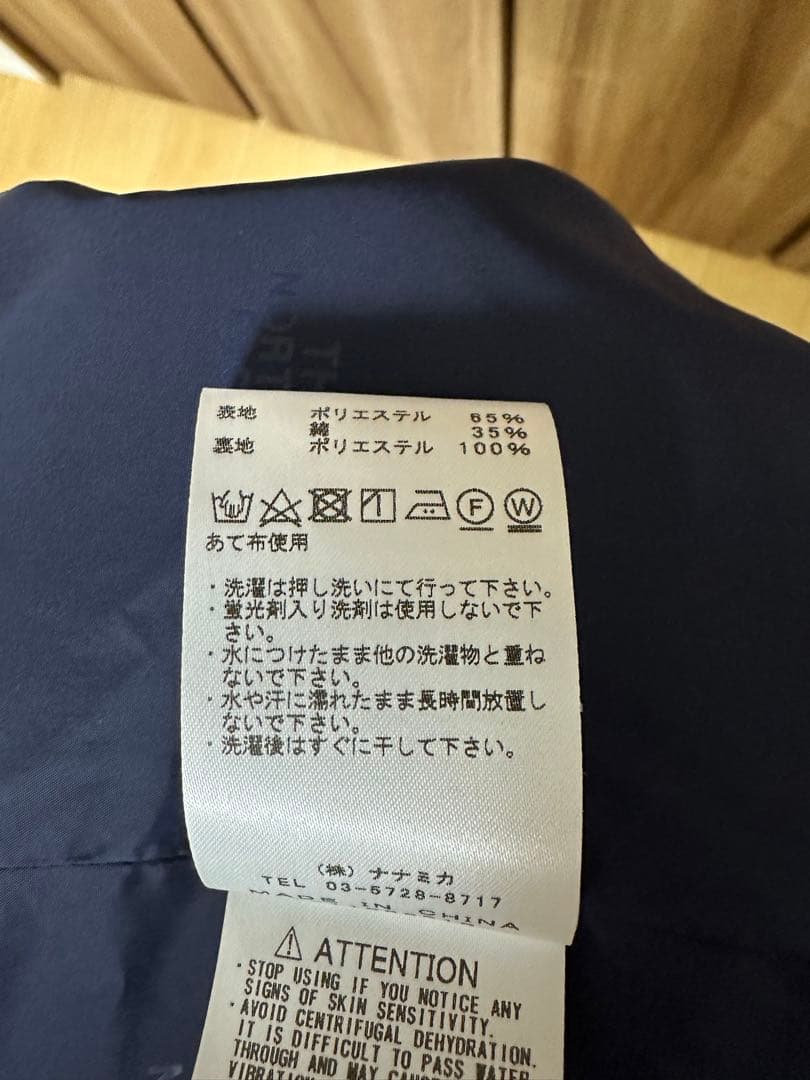 TH
NORT
表地 ポリエステル 65%
綿 35%
裏地 ポリエステル 100%
F W
あて布使用
・洗濯は押し洗いにて行って下さい。
・蛍光剤入り洗剤は使用しないで下
さい。
・水につけたまま他の洗濯物と重ね
ないで下さい。
・水や汗に濡れたまま長時間放置し
ないで下さい。
・洗濯後はすぐに干して下さい。
(株)ナナミカ
TEL 03-5728-8717
MADE IN CHINA
⚠ ATTENTION
・STOP USING IF YOU NOTICE ANY
SIGNS OF SKIN SENSITIVITY.
・AVOID CENTRIFUGAL DEHYDRATION.
IT IS DIFFICULT TO PASS WATER
THROUGH AND MAY CAUSE
VIBRATION